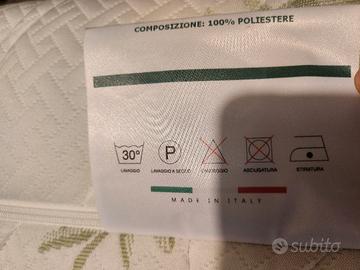 COMPOSIZIONE: 100% POLIESTERE
30°
P
LAVAGGIO
LAVAGGIO A SECCO
CANDEGGIO
ASCIUGATURA
STIRATURA
MADE IN ITALY
subito